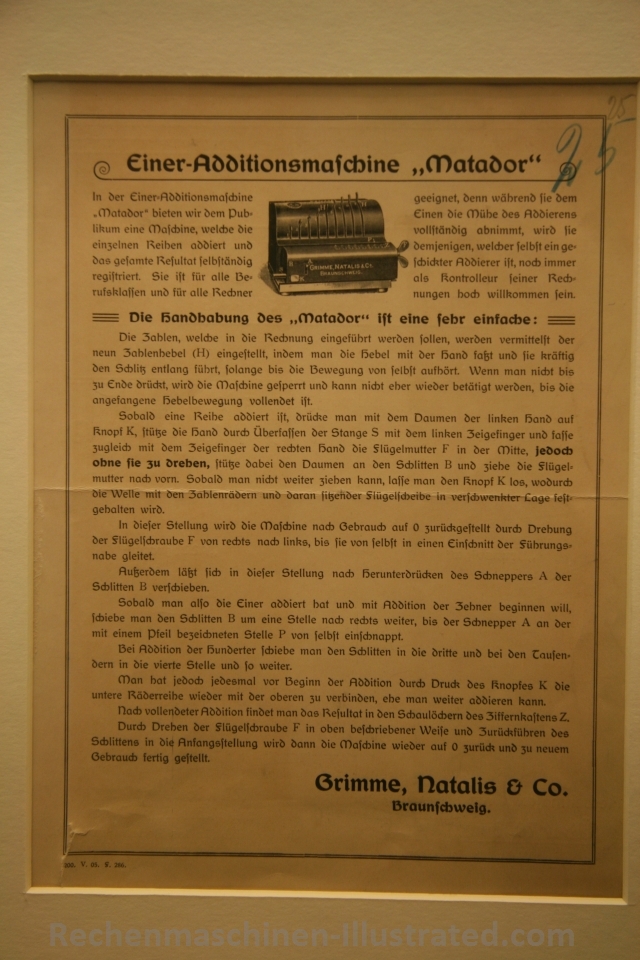 25
25
Einer-Additionsmaſchine „Matador“
In der Einer-Additionsmaſchine
„Matador“ bieten wir dem Pub-
likum eine Maſchine, welche die
einzelnen Reihen addiert und
das geſamte Reſultat ſelbſtändig
regiſtriert. Sie iſt für alle Be-
rufsklaſſen und für alle Rechner
GRIMME, NATALIS & CO.
BRAUNSCHWEIG.
geeignet, denn während ſie dem
Einen die Mühe des Addierens
vollſtändig abnimmt, wird ſie
demjenigen, welcher ſelbſt ein ge-
ſchickter Addierer iſt, noch immer
als Kontrolleur ſeiner Rech-
nungen hoch willkommen ſein.
Die Handhabung des „Matador“ iſt eine ſehr einfache:
Die Zahlen, welche in die Rechnung eingeführt werden ſollen, werden vermittelſt der
neun Zahlenhebel (H) eingeſtellt, indem man die Hebel mit der Hand faßt und ſie kräftig
den Schlitz entlang führt, ſolange bis die Bewegung von ſelbſt aufhört. Wenn man nicht bis
zu Ende drückt, wird die Maſchine geſperrt und kann nicht eher wieder betätigt werden, bis die
angefangene Hebelbewegung vollendet iſt.
Sobald eine Reihe addiert iſt, drücke man mit dem Daumen der linken Hand auf
Knopf K, ſtütze die Hand durch Überfaſſen der Stange S mit dem linken Zeigefinger und faſſe
zugleich mit dem Zeigefinger der rechten Hand die Flügelmutter F in der Mitte, jedoch
ohne ſie zu drehen, ſtütze dabei den Daumen an den Schlitten B und ziehe die Flügel-
mutter nach vorn. Sobald man nicht weiter ziehen kann, laſſe man den Knopf K los, wodurch
die Welle mit den Zahlenrädern und daran ſitzender Flügelſcheibe in verſchwenkter Lage feſt-
gehalten wird.
In dieſer Stellung wird die Maſchine nach Gebrauch auf 0 zurückgeſtellt durch Drehung
der Flügelſchraube F von rechts nach links, bis ſie von ſelbſt in einen Einſchnitt der Führungs-
nabe gleitet.
Außerdem läßt ſich in dieſer Stellung nach Herunterdrücken des Schneppers A der
Schlitten B verſchieben.
Sobald man alſo die Einer addiert hat und mit Addition der Zehner beginnen will,
ſchiebe man den Schlitten B um eine Stelle nach rechts weiter, bis der Schnepper A an der
mit einem Pfeil bezeichneten Stelle P von ſelbſt einſchnappt.
Bei Addition der Hunderter ſchiebe man den Schlitten in die dritte und bei den Tauſen-
dern in die vierte Stelle und ſo weiter.
Man hat jedoch jedesmal vor Beginn der Addition durch Druck des Knopfes K die
untere Räderreihe wieder mit der oberen zu verbinden, ehe man weiter addieren kann.
Nach vollendeter Addition findet man das Reſultat in den Schaulöchern des Ziffernkaſtens Z.
Durch Drehen der Flügelſchraube F in oben beſchriebener Weiſe und Zurückführen des
Schlittens in die Anfangsſtellung wird dann die Maſchine wieder auf 0 zurück und zu neuem
Gebrauch fertig geſtellt.
Grimme, Natalis & Co.
Braunſchweig.
V. 05. F. 266.
Rechenmaschinen-Illustrated.com